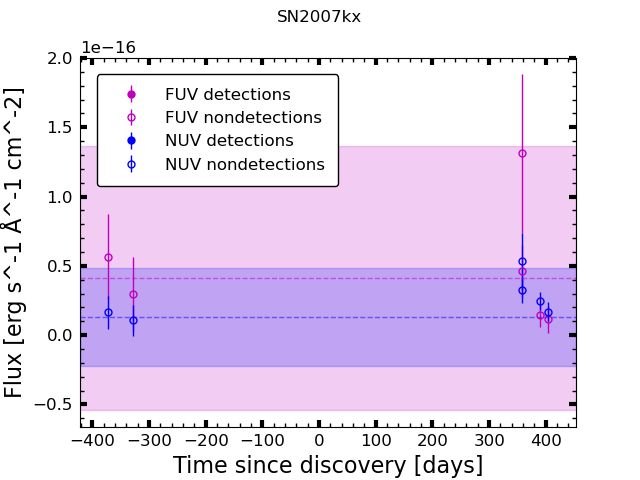 SN2007kx
1e−16
2.0
1.5
1.0
0.5
0.0
−0.5
Flux [erg s^-1 Å^-1 cm^-2]
FUV detections
FUV nondetections
NUV detections
NUV nondetections
−400 −300 −200 −100 0 100 200 300 400
Time since discovery [days]